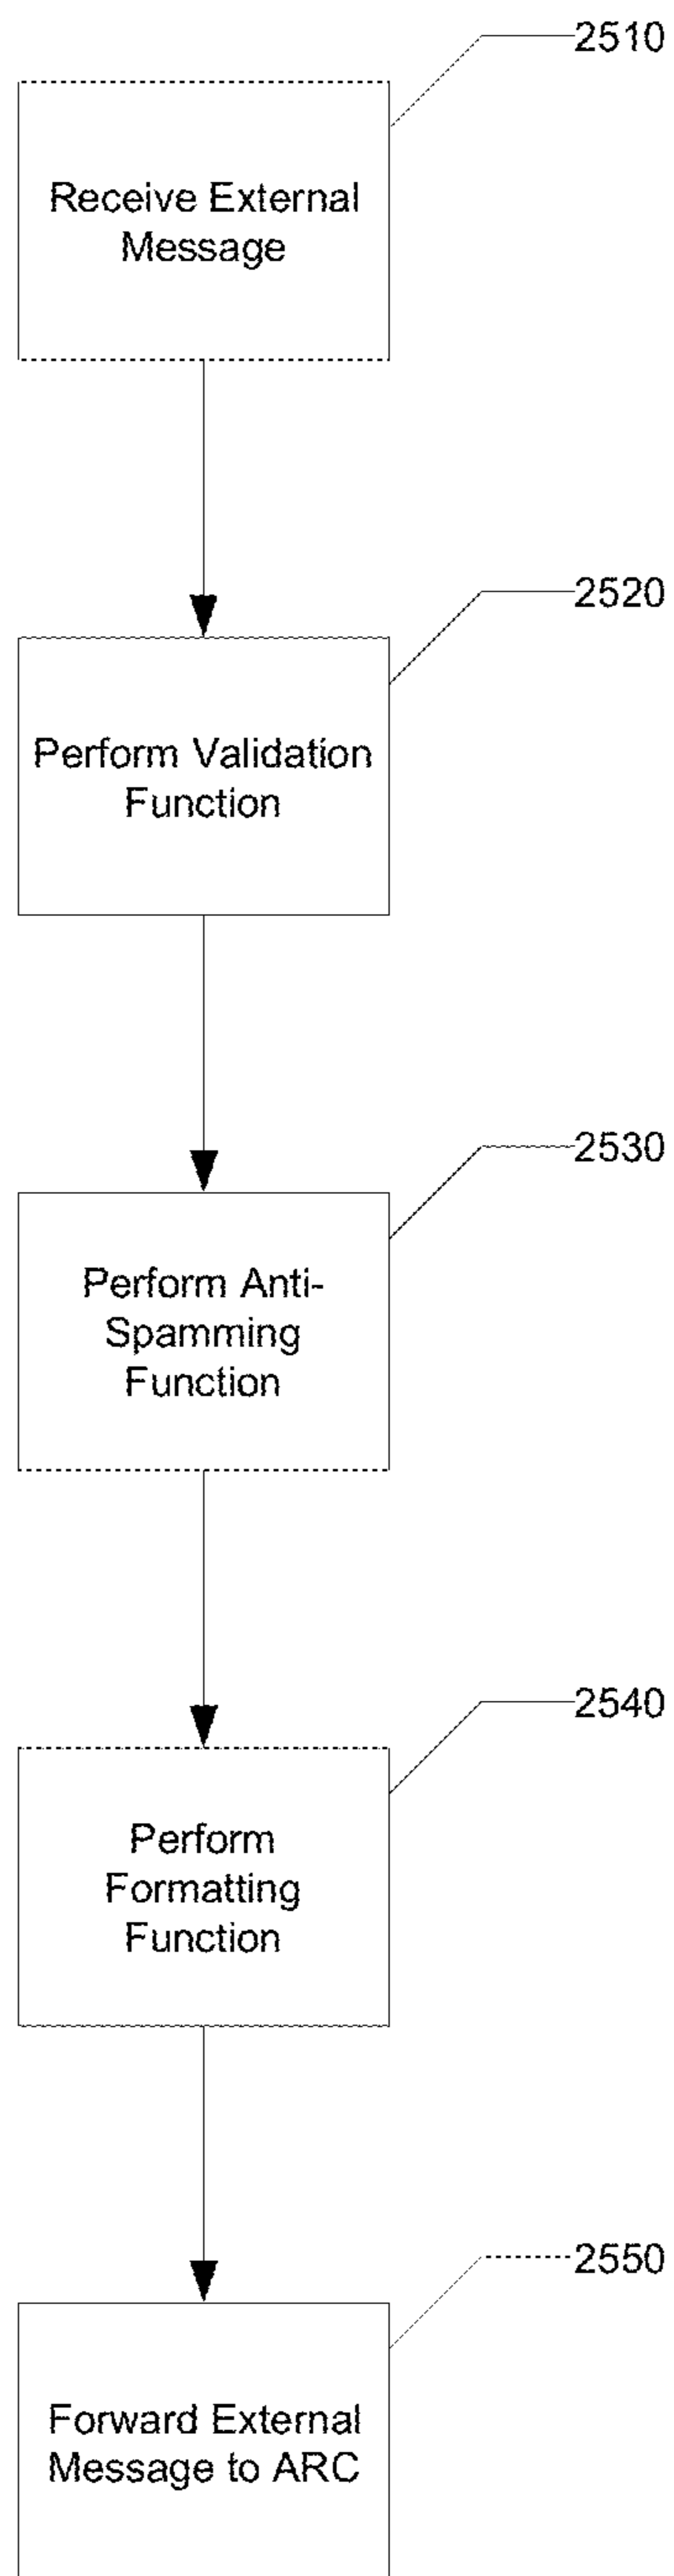 2510
Receive External
Message
2520
Perform Validation
Function
2530
Perform Anti-
Spamming
Function
2540
Perform
Formatting
Function
2550
Forward External
Message to ARC